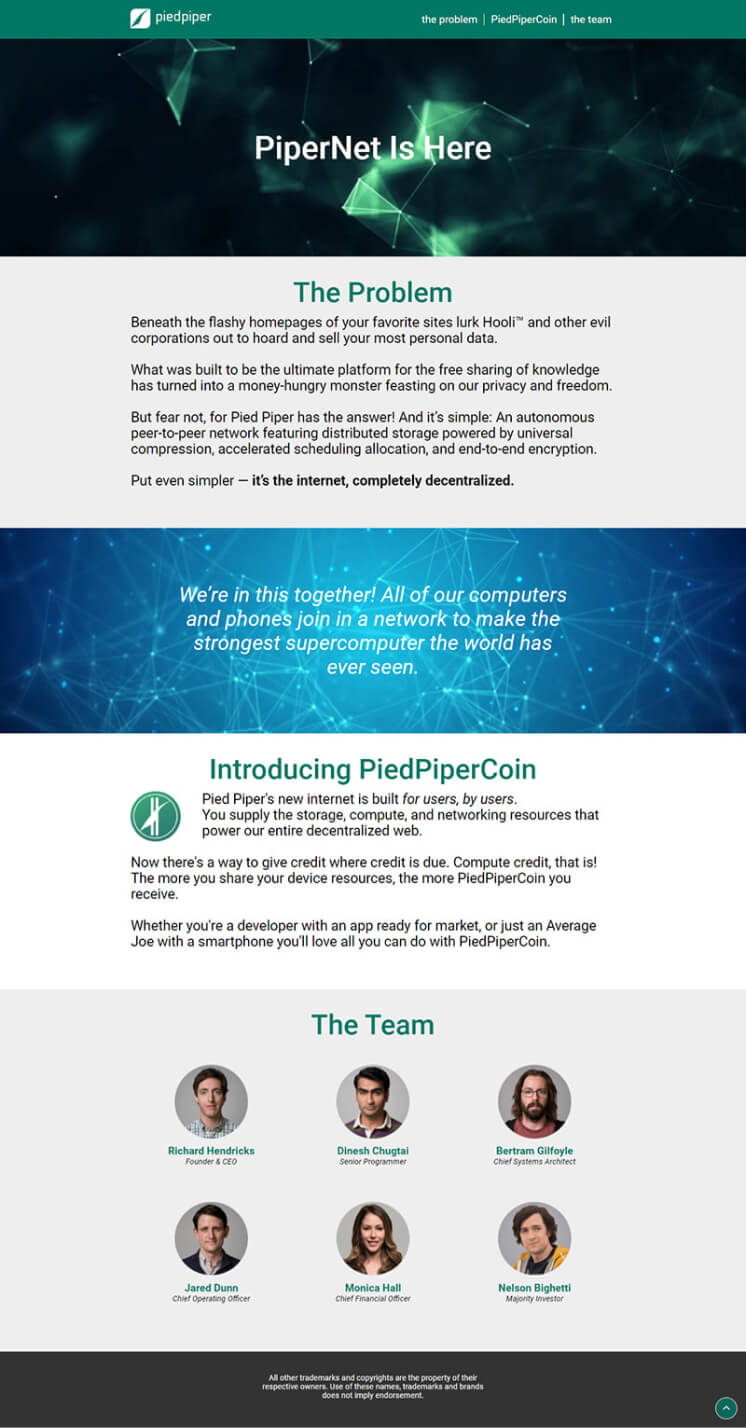 piedpiper
the problem | PiedPiperCoin | the team
PiperNet Is Here
The Problem
Beneath the flashy homepages of your favorite sites lurk Hooli™ and other evil
corporations out to hoard and sell your most personal data.
What was built to be the ultimate platform for the free sharing of knowledge
has turned into a money-hungry monster feasting on our privacy and freedom.
But fear not, for Pied Piper has the answer! And it's simple: An autonomous
peer-to-peer network featuring distributed storage powered by universal
compression, accelerated scheduling allocation, and end-to-end encryption.
Put even simpler — it's the internet, completely decentralized.
We're in this together! All of our computers
and phones join in a network to make the
strongest supercomputer the world has
ever seen.
Introducing PiedPiperCoin
Pied Piper's new internet is built for users, by users.
You supply the storage, compute, and networking resources that
power our entire decentralized web.
Now there's a way to give credit where credit is due. Compute credit, that is!
The more you share your device resources, the more PiedPiperCoin you
receive.
Whether you're a developer with an app ready for market, or just an Average
Joe with a smartphone you'll love all you can do with PiedPiperCoin.
The Team
Richard Hendricks
Founder & CEO
Dinesh Chugtai
Senior Programmer
Bertram Gilfoyle
Chief Systems Architect
Jared Dunn
Chief Operating Officer
Monica Hall
Chief Financial Officer
Nelson Bighetti
Majority Investor
All other trademarks and copyrights are the property of their
respective owners. Use of these names, trademarks and brands
does not imply endorsement.